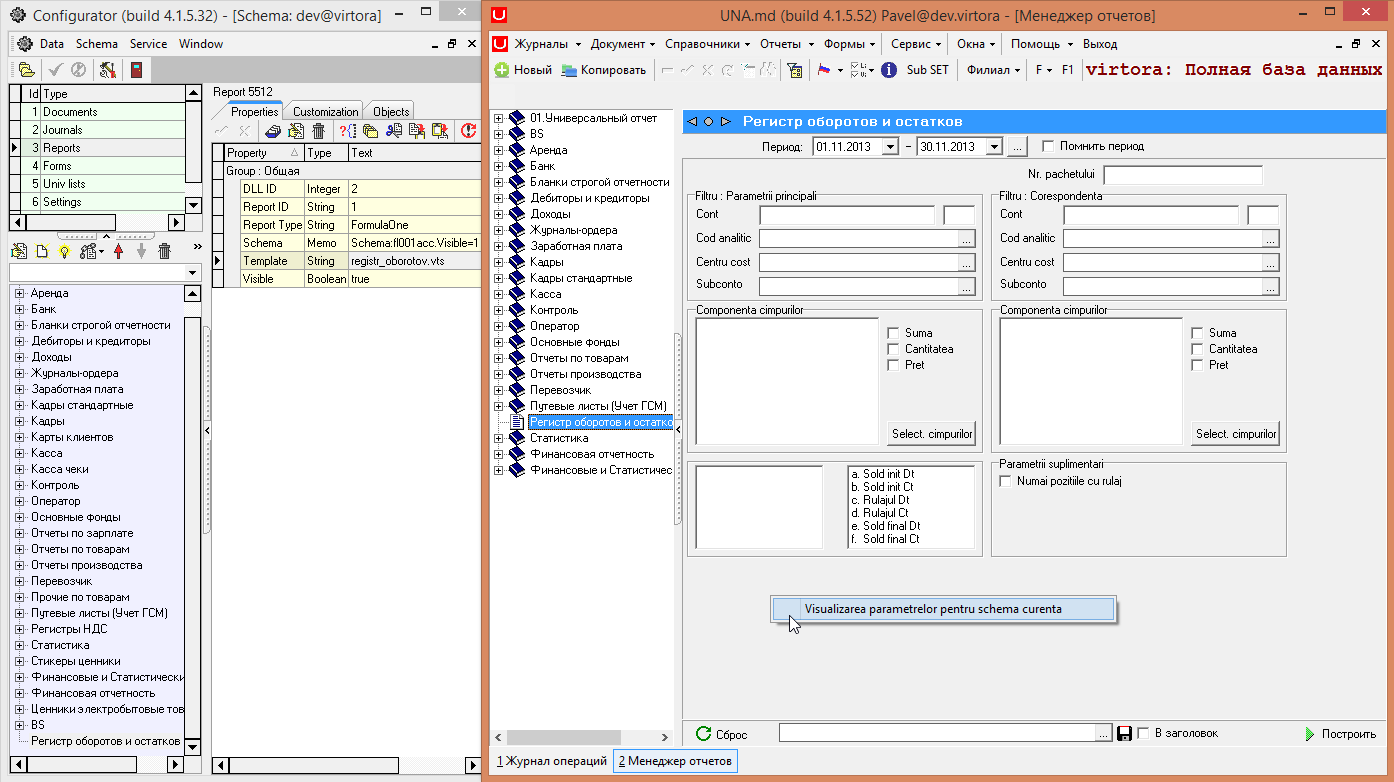 Configurator (build 4.1.5.32) - [Schema: dev@virtora]
Data Schema Service Window
Id Type
1 Documents
2 Journals
3 Reports
4 Forms
5 Univ lists
6 Settings
Аренда
Банк
Бланки строгой отчетности
Дебиторы и кредиторы
Доходы
Журналы-ордера
Заработная плата
Кадры стандартные
Кадры
Карты клиентов
Касса
Касса чеки
Контроль
Оператор
Основные фонды
Отчеты по зарплате
Отчеты по товарам
Отчеты производства
Перевозчик
Прочие по товарам
Путевые листы (Учет ГСМ)
Регистры НДС
Статистика
Стикеры ценники
Финансовые и Статистически
Финансовая отчетность
Ценники электробытовые тов
BS
Регистр оборотов и остатков
Report 5512
Properties Customization Objects
Property Type Text
Group : Общая
DLL ID Integer 2
Report ID String 1
Report Type String FormulaOne
Schema Memo Schema:fl001acc.Visible=1
Template String registr_oborotov.vts
Visible Boolean true
UNA.md (build 4.1.5.52) Pavel@dev.virtora - [Менеджер отчетов]
Журналы Документ Справочники Отчеты Формы Сервис Окна Помощь Выход
Новый Копировать Sub SET Филиал F F1 virtora: Полная база данных
01.Универсальный отчет
BS
Аренда
Банк
Бланки строгой отчетности
Дебиторы и кредиторы
Доходы
Журналы-ордера
Заработная плата
Кадры
Кадры стандартные
Касса
Контроль
Оператор
Основные фонды
Отчеты по товарам
Отчеты производства
Перевозчик
Путевые листы (Учет ГСМ)
Регистр оборотов и остатко
Статистика
Финансовая отчетность
Финансовые и Статистичес
Регистр оборотов и остатков
Период: 01.11.2013 - 30.11.2013 ... Помнить период
Nr. pachetului
Filtru : Parametrii principali
Cont
Cod analitic ...
Centru cost ...
Subconto ...
Filtru : Corespondenta
Cont
Cod analitic ...
Centru cost ...
Subconto ...
Componenta cimpurilor
Suma
Cantitatea
Pret
Select. cimpurilor
Componenta cimpurilor
Suma
Cantitatea
Pret
Select. cimpurilor
a. Sold init Dt
b. Sold init Ct
c. Rulajul Dt
d. Rulajul Ct
e. Sold final Dt
f. Sold final Ct
Parametrii suplimentari
Numai pozitiile cu rulaj
Visualizarea parametrelor pentru schema curenta
Сброс ... В заголовок Построить
1 Журнал операций 2 Менеджер отчетов